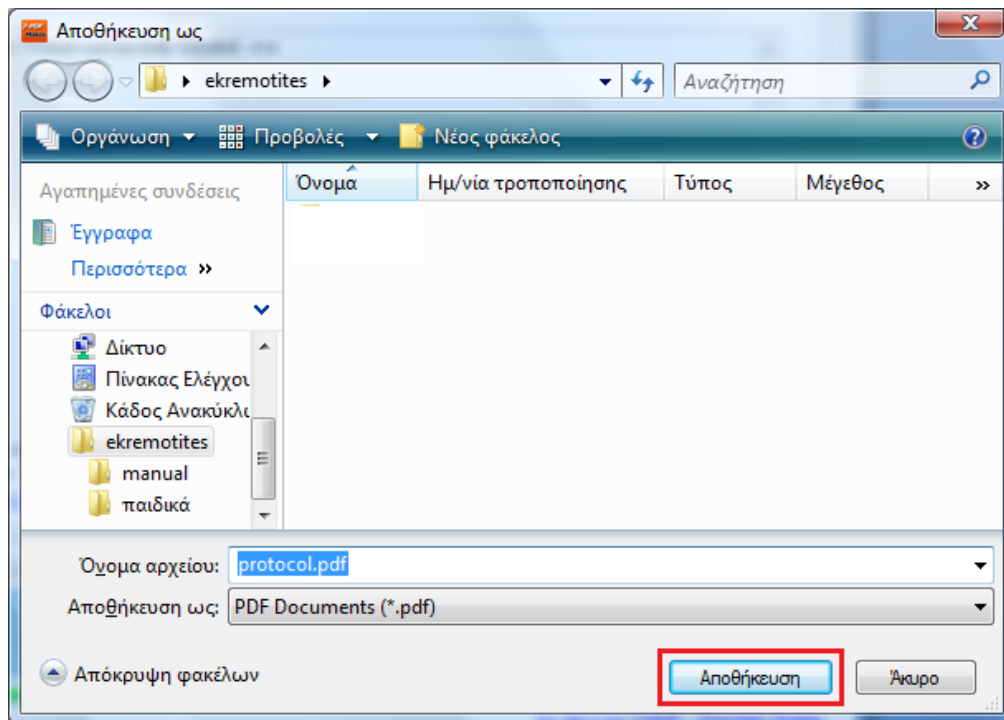 Αποθήκευση ως
ekremotites
Αναζήτηση
Οργάνωση Προβολές Νέος φάκελος
Όνομα Ημ/νία τροποποίησης Τύπος Μέγεθος »
Αγαπημένες συνδέσεις
Έγγραφα
Περισσότερα »
Φάκελοι
Δίκτυο
Πίνακας Ελέγχου
Κάδος Ανακύκλι
ekremotites
manual
παιδικά
Όνομα αρχείου: protocol.pdf
Αποθήκευση ως: PDF Documents (*.pdf)
Απόκρυψη φακέλων
Αποθήκευση Άκυρο